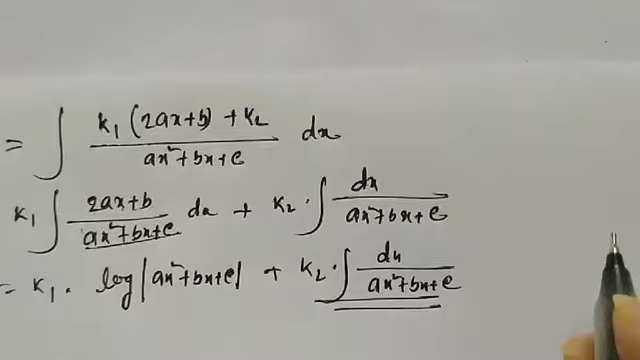 = ∫ k₁(2ax+b) + k₂ / ax²+bx+c dx
k₁ ∫ 2ax+b / ax²+bx+c dx + k₂ · ∫ dx / ax²+bx+c
= k₁ · log|ax²+bx+c| + k₂ · ∫ dx / ax²+bx+c